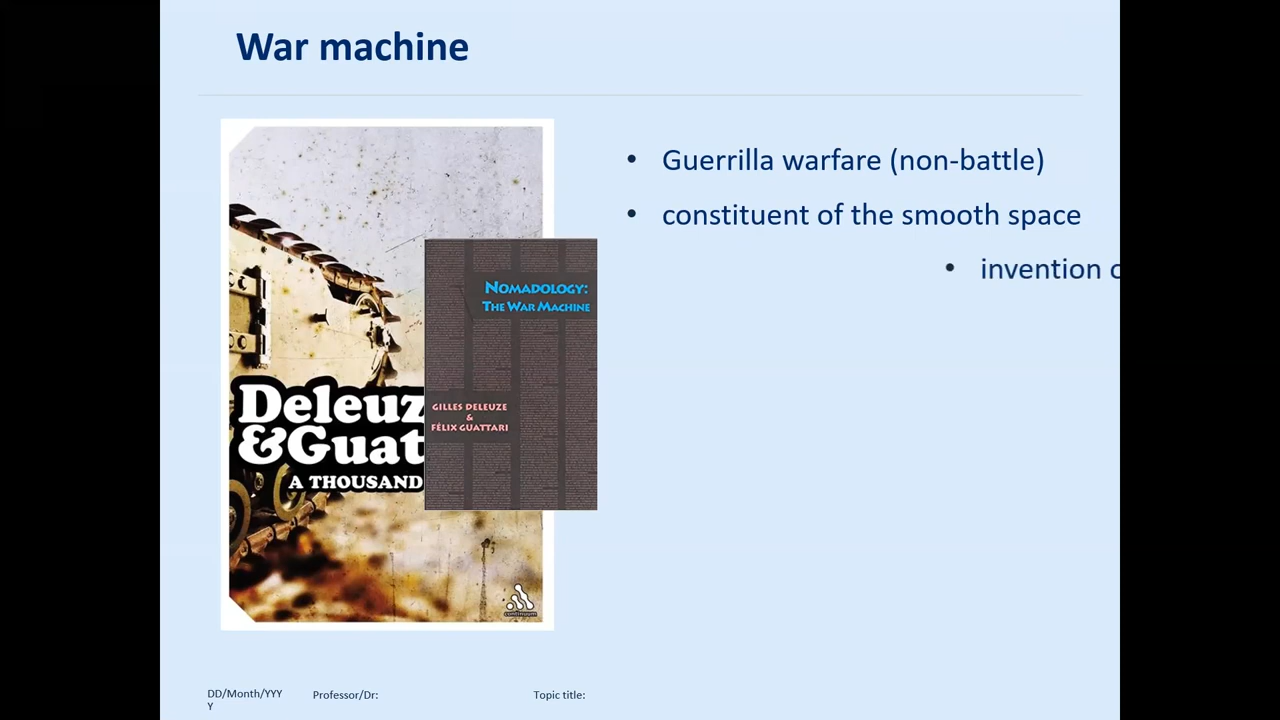 War machine
• Guerrilla warfare (non-battle)
• constituent of the smooth space
• invention
Deleuz
&Guat
A THOUSAND
continuum
NOMADOLOGY:
THE WAR MACHINE
GILLES DELEUZE
&
FÉLIX GUATTARI
DD/Month/YYY
Y
Professor/Dr:
Topic title: